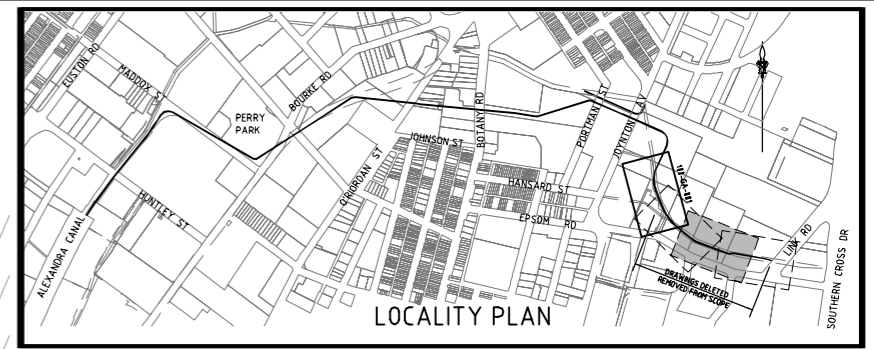 EUSTON RD
MADDOX ST
PERRY
PARK
BOURKE RD
HUNTLEY ST
ALEXANDRA CANAL
O'RIORDAN ST
JOHNSON ST
BOTANY RD
HANSARD ST
EPSOM RD
PORTMAN ST
JOYNTON AV
DRAWINGS DELETED
REMOVED FROM SCOPE
LINK RD
SOUTHERN CROSS DR
LOCALITY PLAN